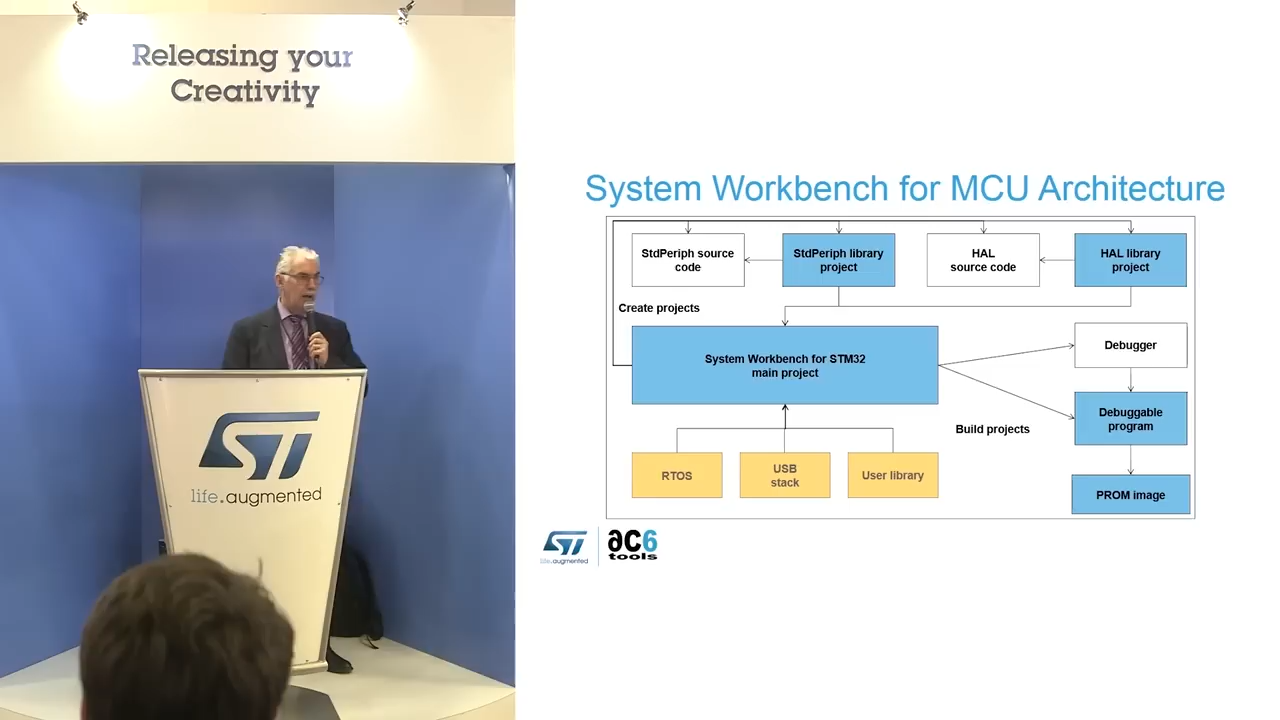 Releasing your
Creativity
ST
life.augmented
System Workbench for MCU Architecture
StdPeriph source
code
StdPeriph library
project
HAL
source code
HAL library
project
Create projects
System Workbench for STM32
main project
Debugger
Debuggable
program
Build projects
RTOS
USB
stack
User library
PROM image
ST
life.augmented
ac6
tools